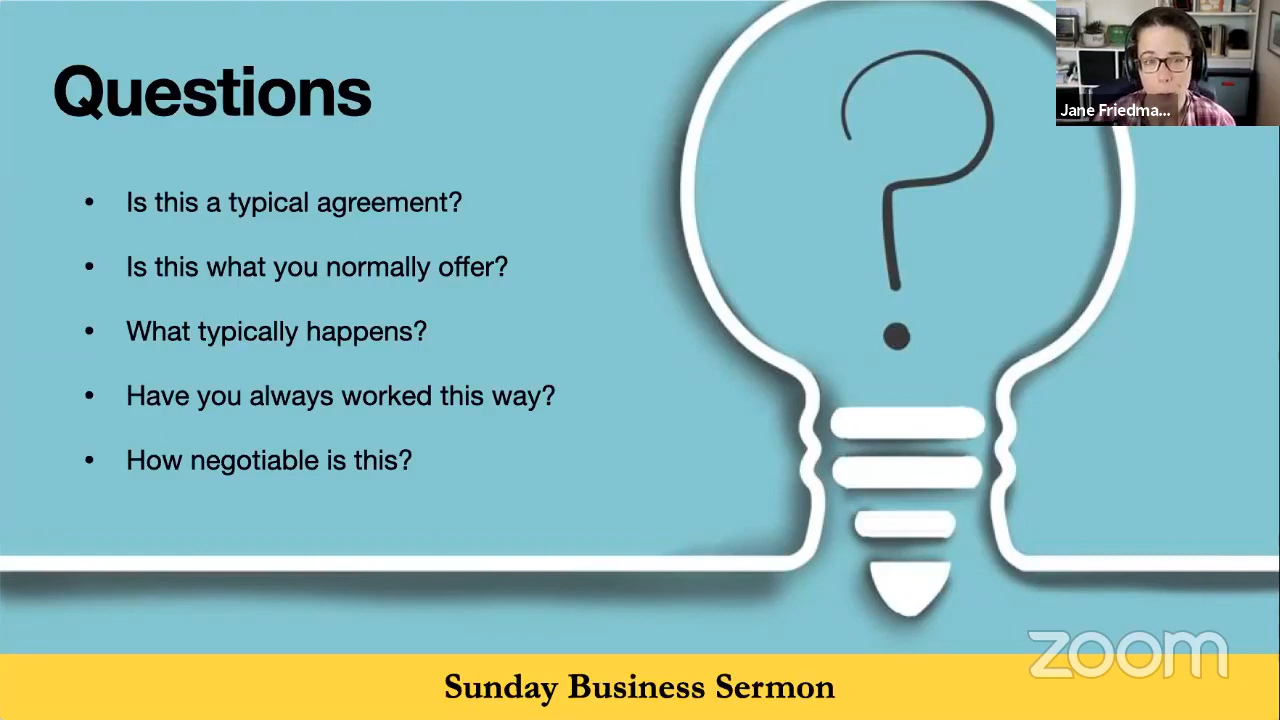 Questions
Jane Friedma...
• Is this a typical agreement?
• Is this what you normally offer?
• What typically happens?
• Have you always worked this way?
• How negotiable is this?
zoom
Sunday Business Sermon